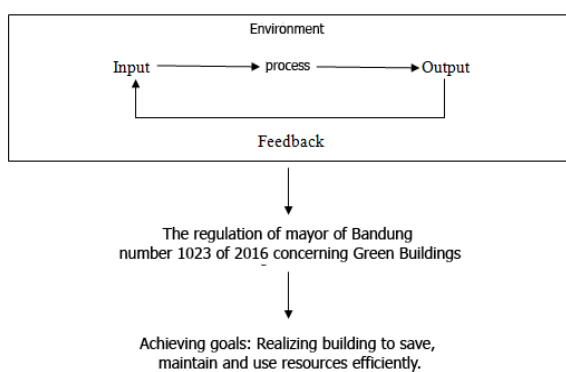 Environment
Input process Output
Feedback
The regulation of mayor of Bandung
number 1023 of 2016 concerning Green Buildings
Achieving goals: Realizing building to save,
maintain and use resources efficiently.